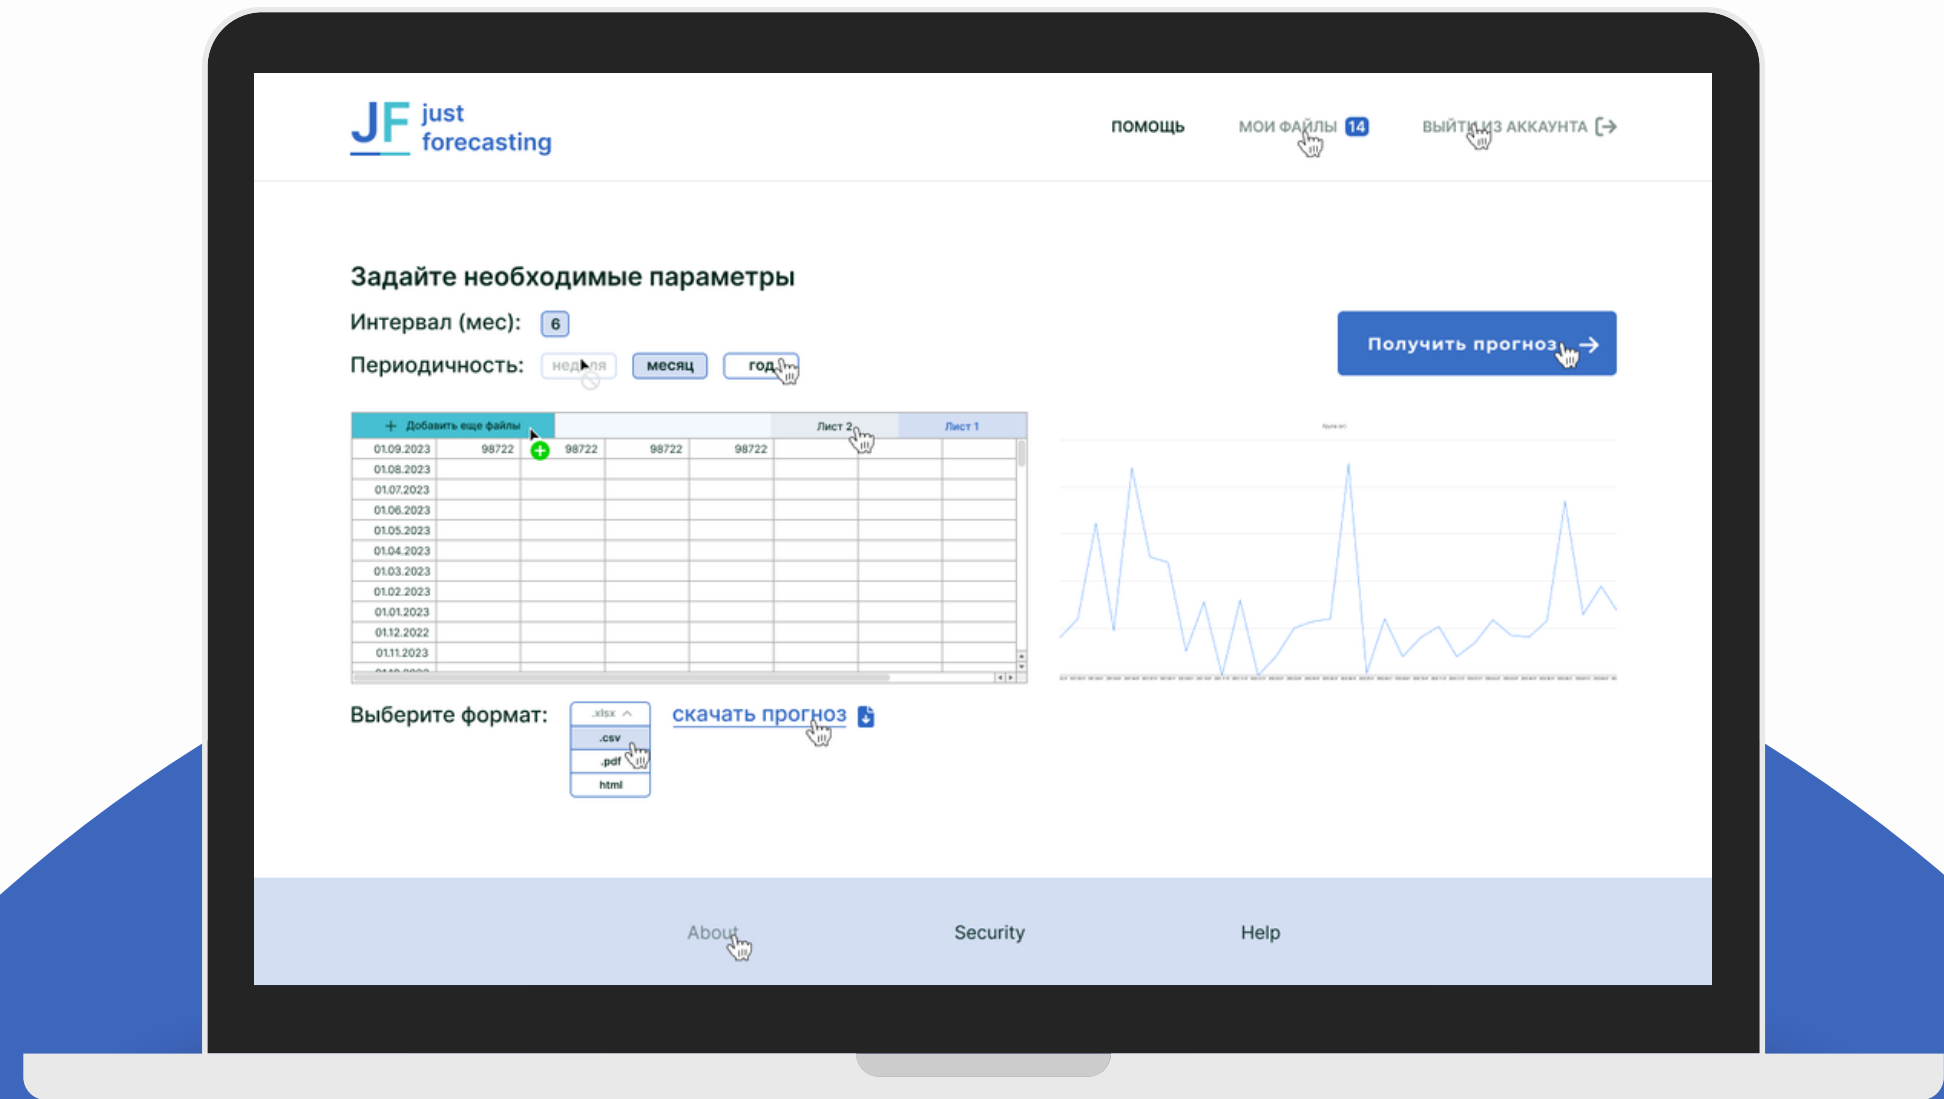 JF just
forecasting
ПОМОЩЬ
МОИ ФАЙЛЫ 14
ВЫЙТИ ИЗ АККАУНТА
Задайте необходимые параметры
Интервал (мес): 6
Периодичность: неделя месяц год
Получить прогноз
+ Добавить еще файлы
Лист 2
Лист 1
01.09.2023 98722 98722 98722 98722
01.08.2023
01.07.2023
01.06.2023
01.05.2023
01.04.2023
01.03.2023
01.02.2023
01.01.2023
01.12.2022
01.11.2023
Выберите формат:
.xlsx
.csv
.pdf
html
скачать прогноз
About
Security
Help